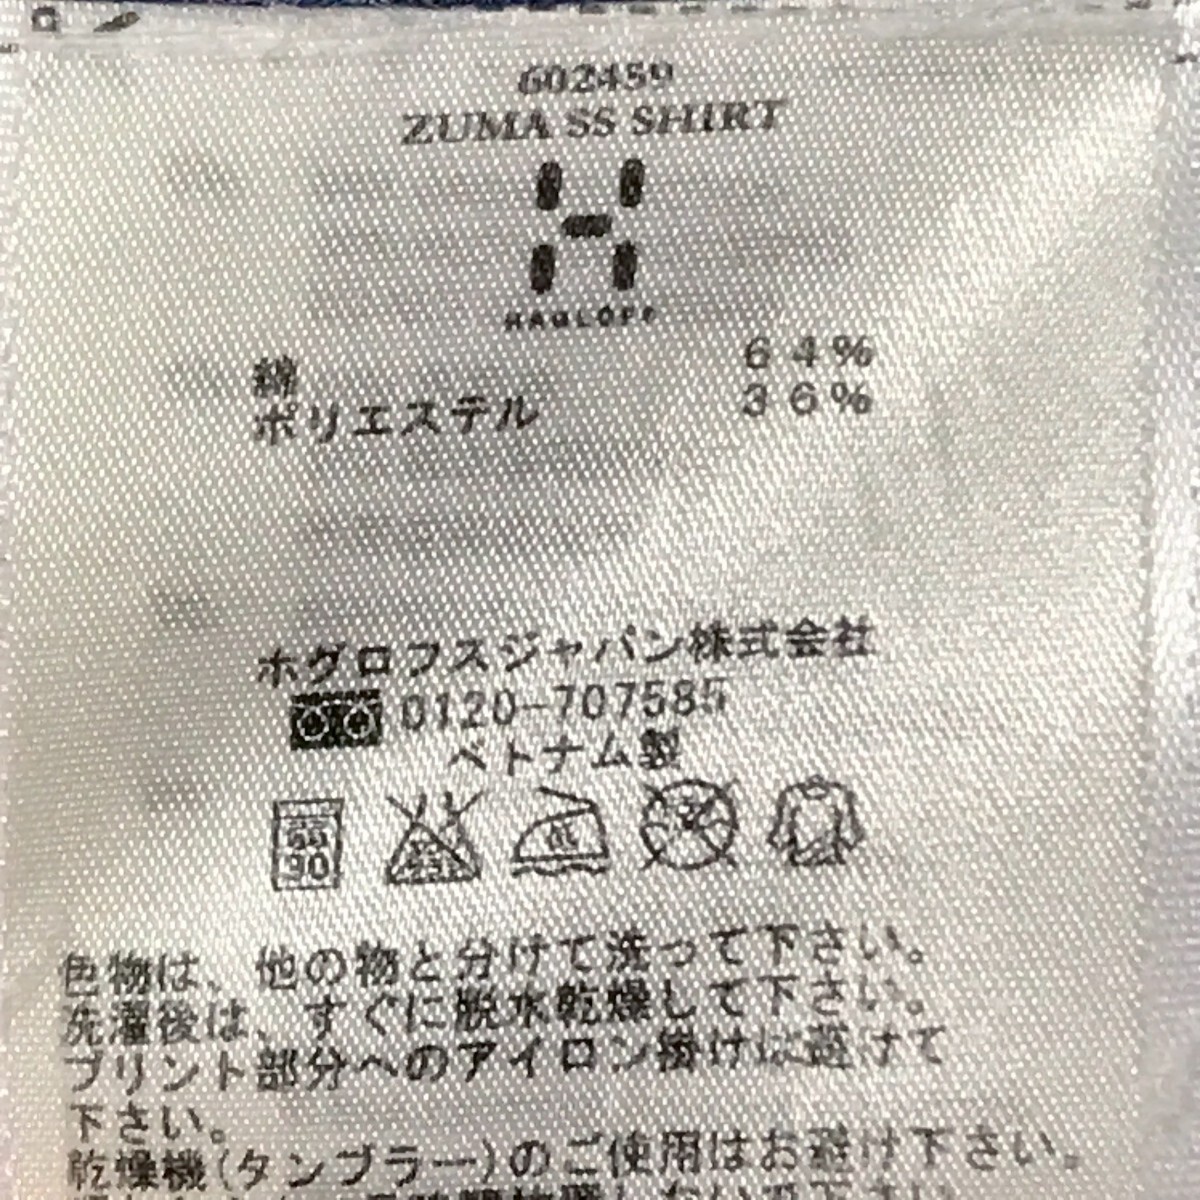 602459
ZUMA SS SHIRT
HAGLÖFS
綿 64%
ポリエステル 36%
ホグロフスジャパン株式会社
0120-707585
ベトナム製
30
色物は、他の物と分けて洗って下さい。
洗濯後は、すぐに脱水乾燥して下さい。
プリント部分へのアイロン掛けは避けて
下さい。
乾燥機(タンブラー)のご使用はお避け下さい。